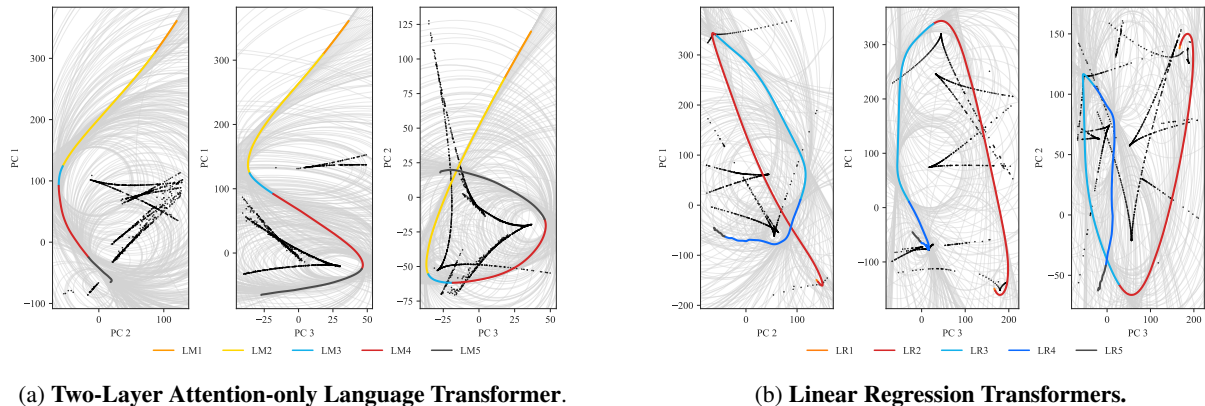 300
200
100
0
−100
PC 1
0
100
PC 2
300
200
100
0
PC 1
−25
0
25
50
PC 3
125
100
75
50
25
0
−25
−50
−75
PC 2
−25
0
25
50
PC 3
LM1
LM2
LM3
LM4
LM5
(a) Two-Layer Attention-only Language Transformer.
300
200
100
0
−100
−200
PC 1
0
150
PC 2
300
200
100
0
−100
PC 1
0
100
200
PC 3
150
100
50
0
−50
PC 2
0
100
200
PC 3
LR1
LR2
LR3
LR4
LR5
(b) Linear Regression Transformers.